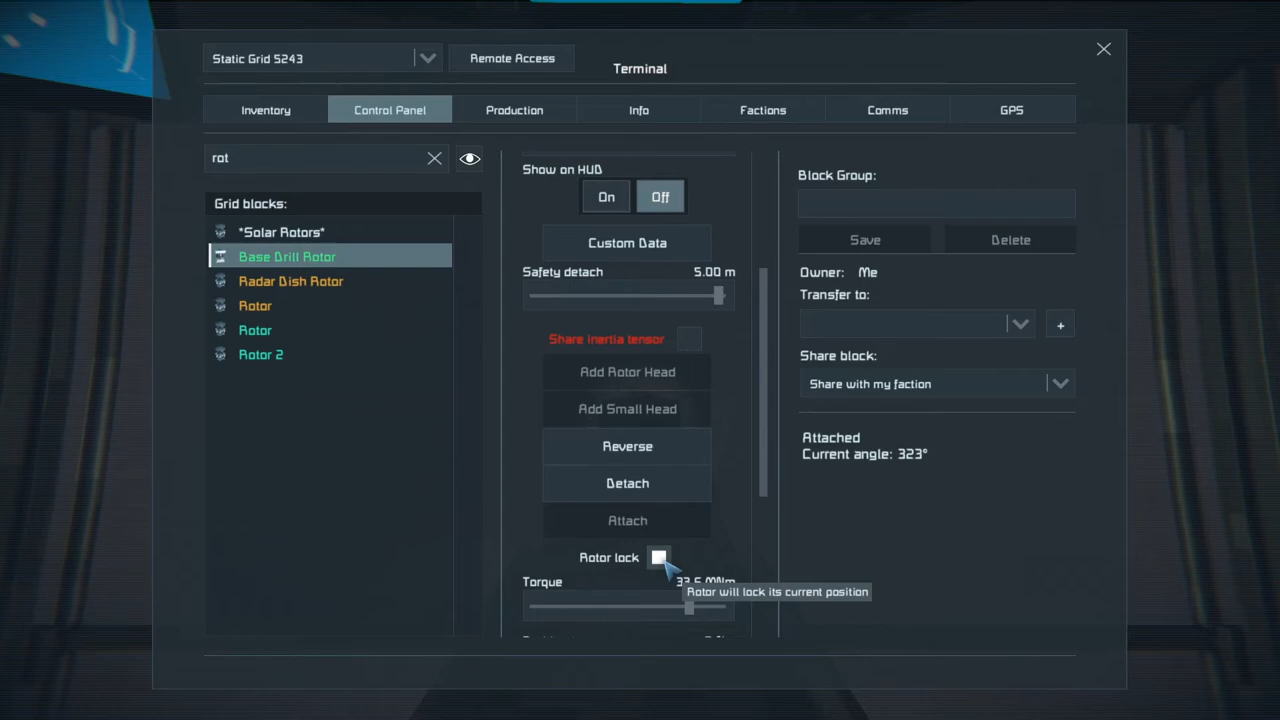 Static Grid 5243
Remote Access
Terminal
Inventory
Control Panel
Production
Info
Factions
Comms
GPS
rot
Grid blocks:
*Solar Rotors*
Base Drill Rotor
Radar Dish Rotor
Rotor
Rotor
Rotor 2
Show on HUD
On
Off
Custom Data
Safety detach 5.00 m
Share inertia tensor
Add Rotor Head
Add Small Head
Reverse
Detach
Attach
Rotor lock
Torque 33.6 MNm
Rotor will lock its current position
Block Group:
Save
Delete
Owner: Me
Transfer to:
+
Share block:
Share with my faction
Attached
Current angle: 323°